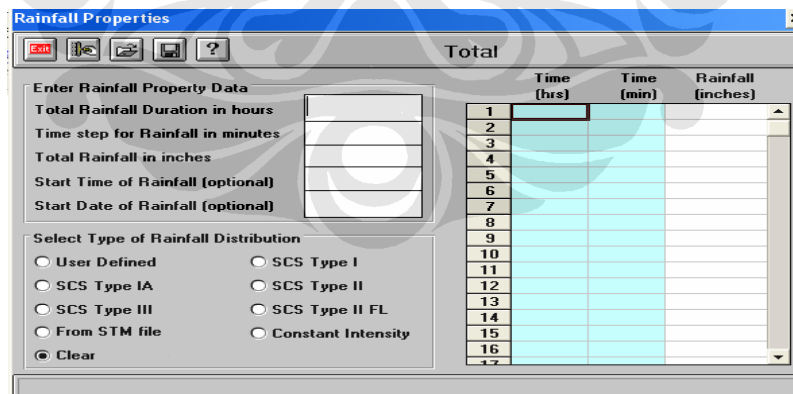 Rainfall Properties
Exit ?
Total
Enter Rainfall Property Data
Total Rainfall Duration in hours
Time step for Rainfall in minutes
Total Rainfall in inches
Start Time of Rainfall (optional)
Start Date of Rainfall (optional)
Select Type of Rainfall Distribution
User Defined SCS Type I
SCS Type IA SCS Type II
SCS Type III SCS Type II FL
From STM file Constant Intensity
Clear
Time Time Rainfall
(hrs) (min) (inches)
1
2
3
4
5
6
7
8
9
10
11
12
13
14
15
16
17